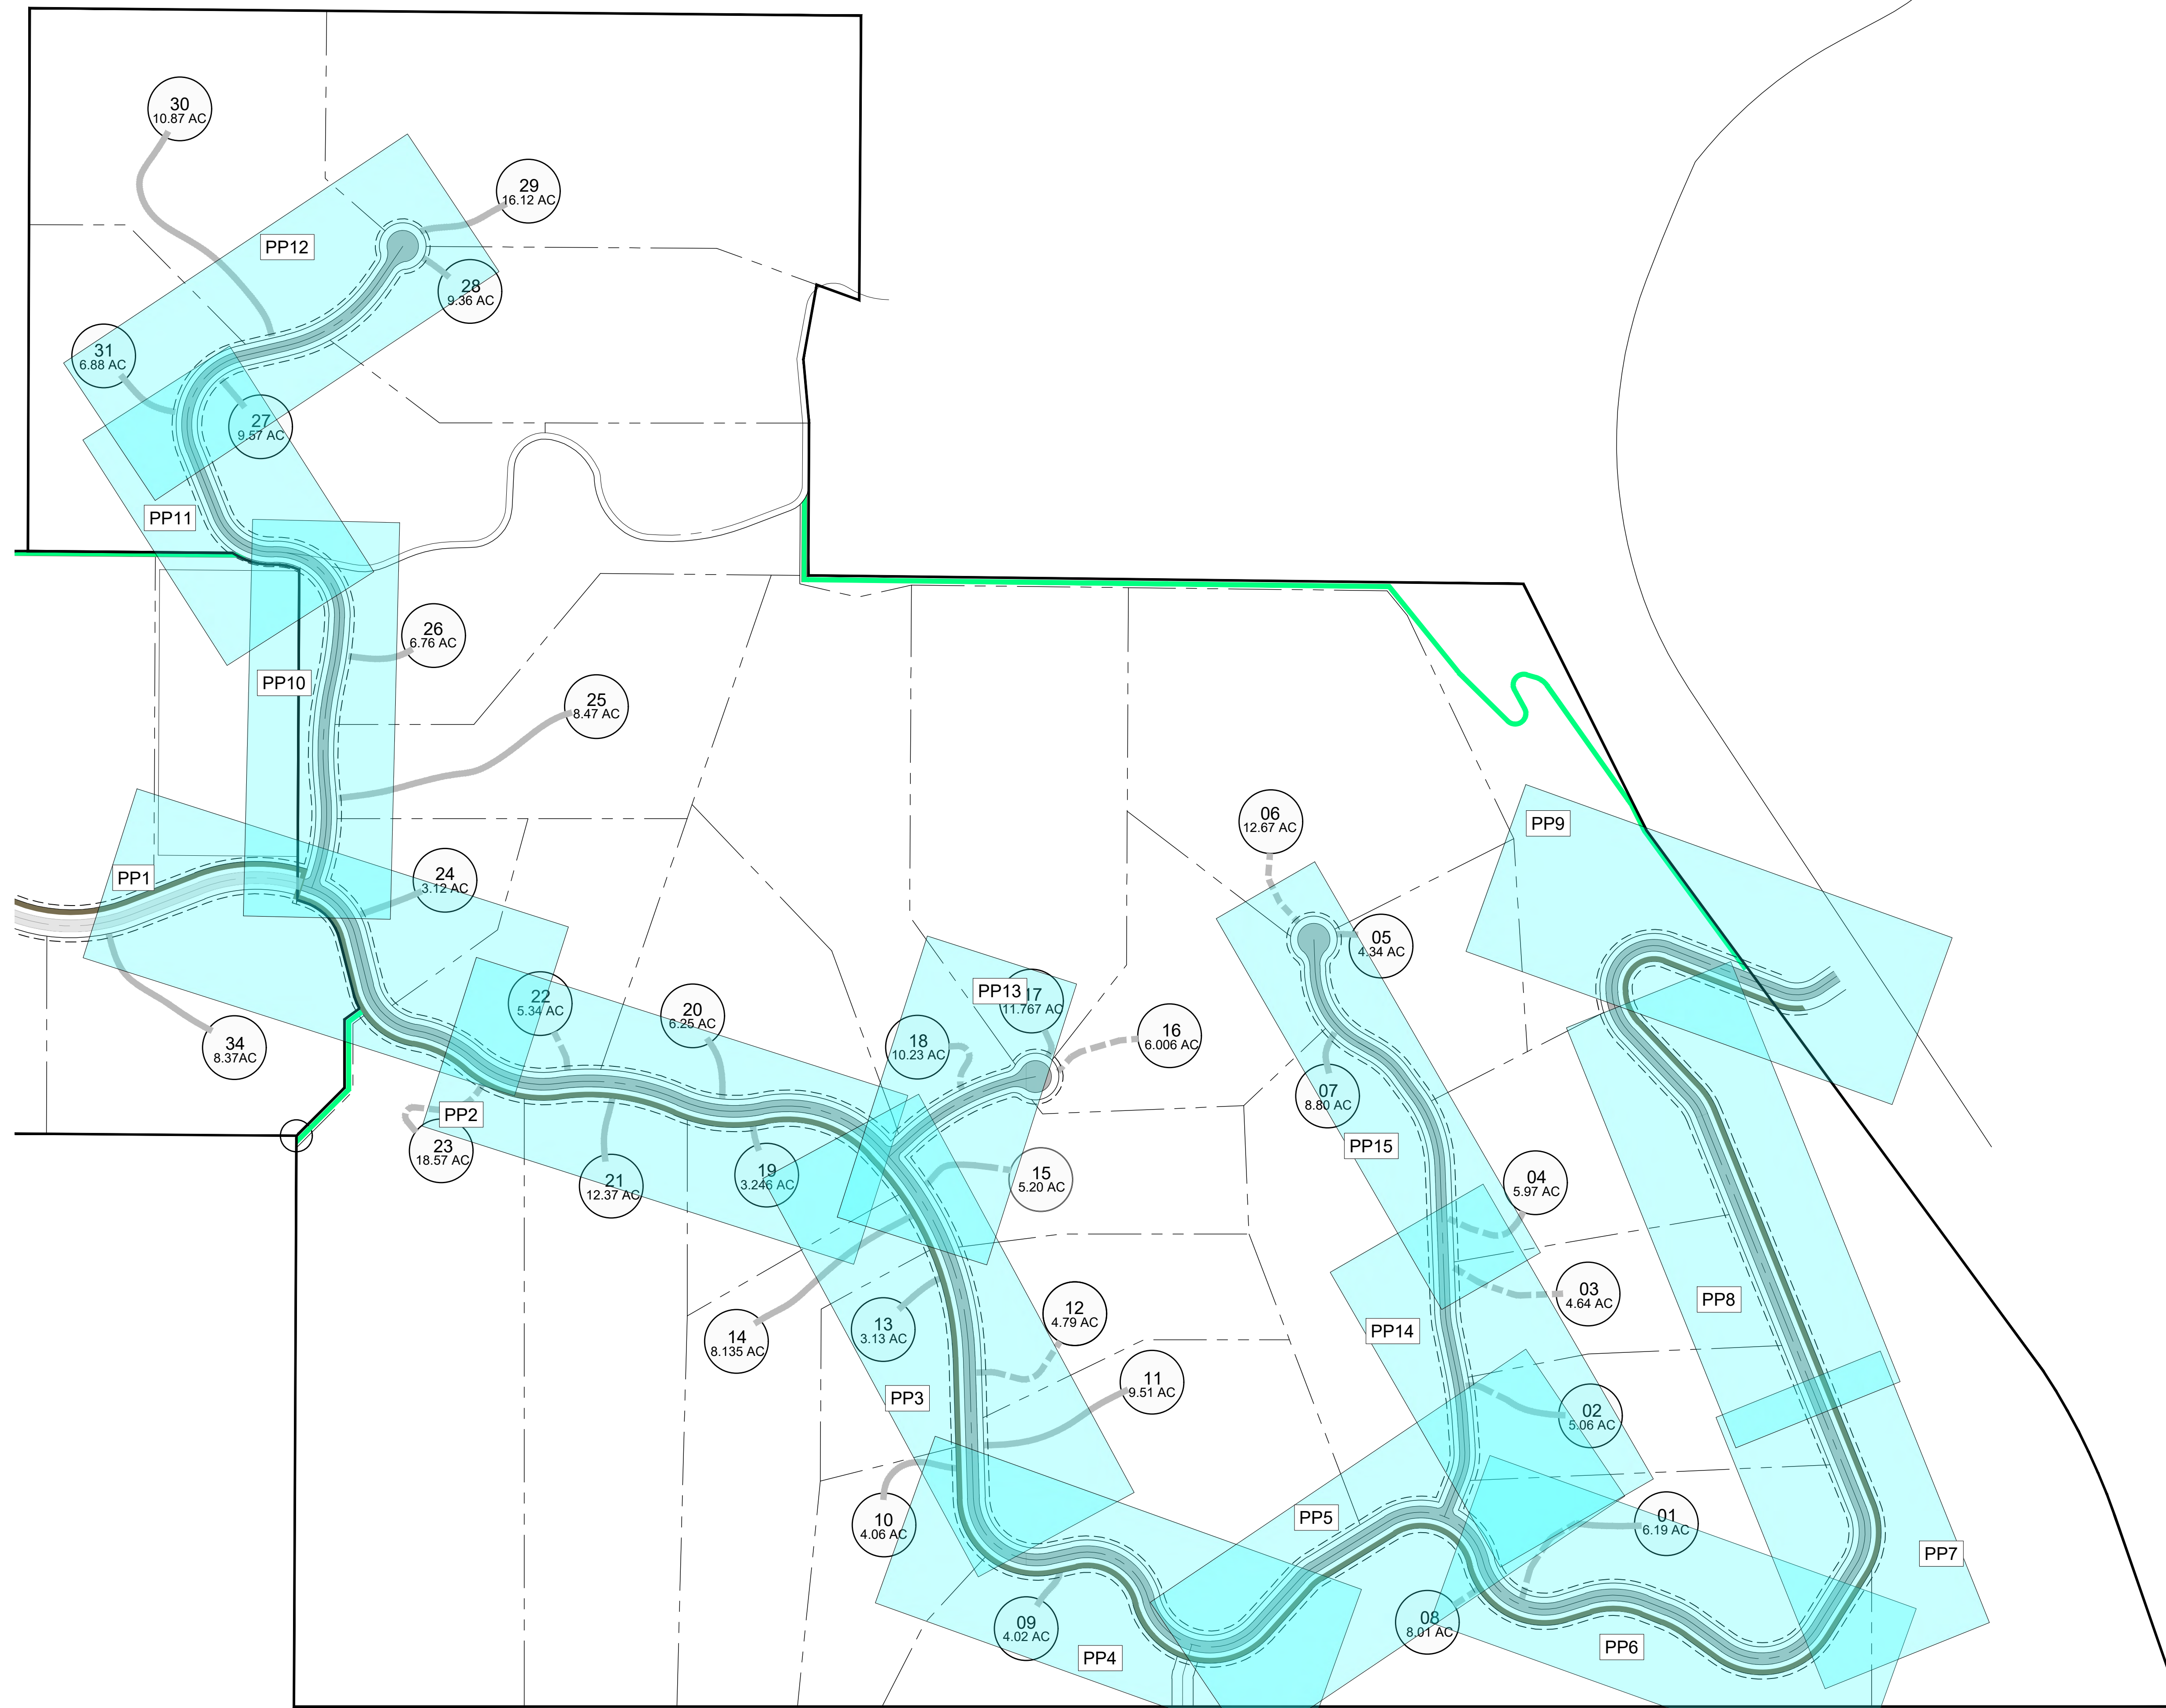 30
10.87 AC
29
16.12 AC
PP12
28
9.36 AC
31
6.88 AC
27
9.57 AC
PP11
26
6.76 AC
PP10
25
8.47 AC
06
12.67 AC
PP9
PP1
24
3.12 AC
05
4.34 AC
22
5.34 AC
PP13
17
11.767 AC
20
6.25 AC
18
10.23 AC
16
6.006 AC
34
8.37AC
07
8.80 AC
PP2
23
18.57 AC
PP15
19
3.246 AC
15
5.20 AC
21
12.37 AC
04
5.97 AC
03
4.64 AC
PP8
12
4.79 AC
13
3.13 AC
14
8.135 AC
PP14
11
9.51 AC
PP3
02
5.06 AC
10
4.06 AC
PP5
01
6.19 AC
PP7
09
4.02 AC
08
8.01 AC
PP4
PP6